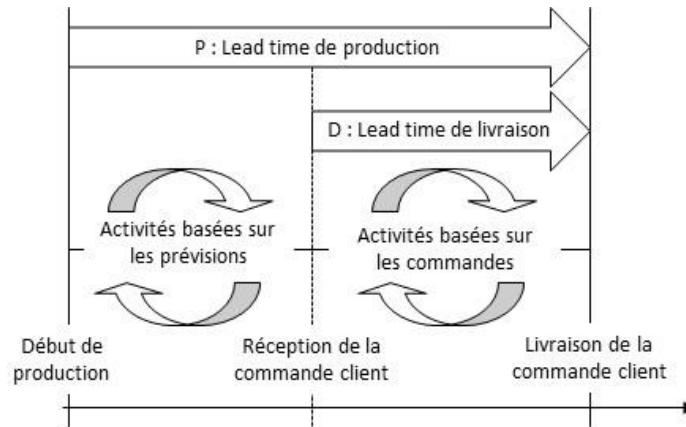 P : Lead time de production
D : Lead time de livraison
Activités basées sur
les prévisions
Activités basées sur
les commandes
Début de
production
Réception de la
commande client
Livraison de la
commande client